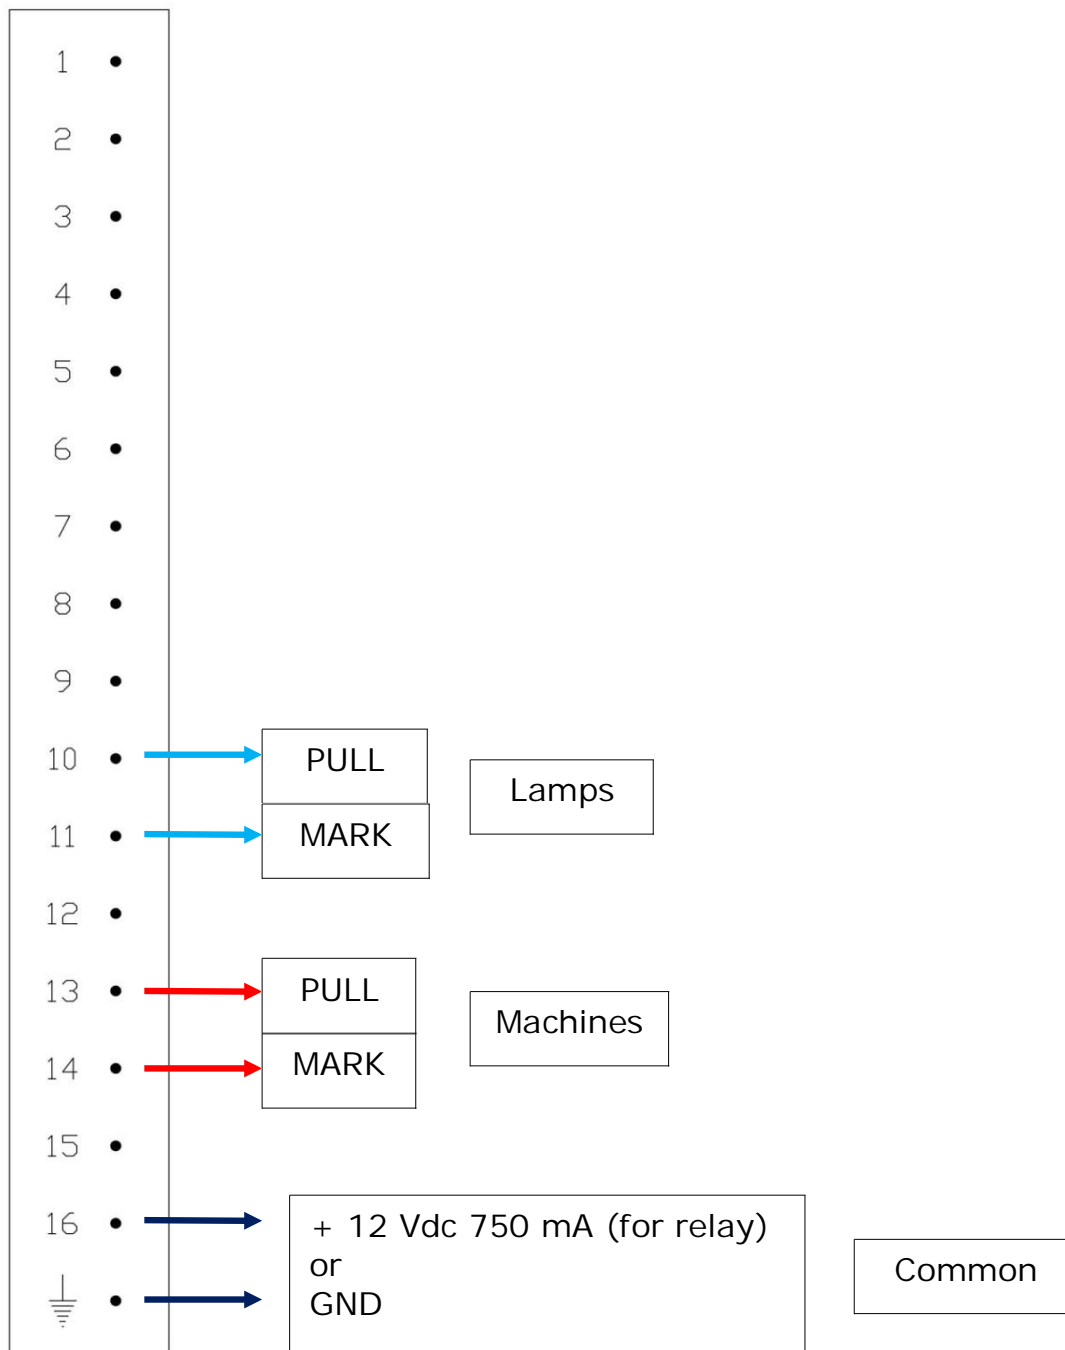 1
2
3
4
5
6
7
8
9
10 PULL
Lamps
11 MARK
12
13 PULL
Machines
14 MARK
15
16 + 12 Vdc 750 mA (for relay)
or
GND
Common